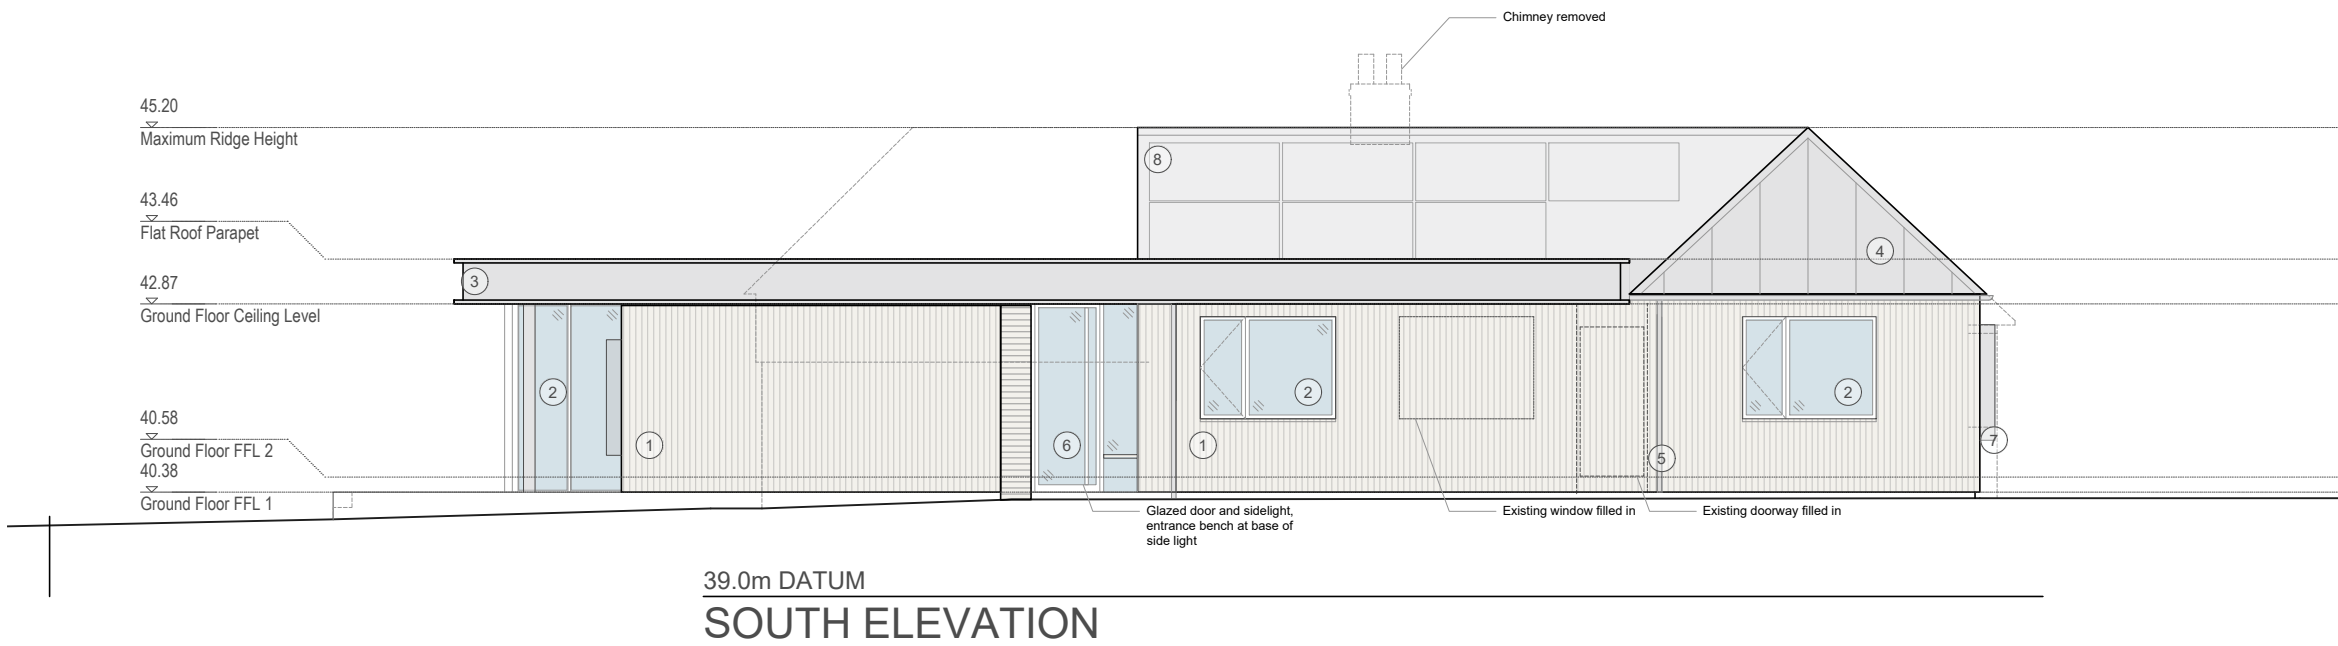 Chimney removed
45.20
Maximum Ridge Height
8
43.46
Flat Roof Parapet
4
3
42.87
Ground Floor Ceiling Level
2
2
2
40.58
Ground Floor FFL 2
1
6
1
5
7
40.38
Ground Floor FFL 1
Glazed door and sidelight,
entrance bench at base of
side light
Existing window filled in
Existing doorway filled in
39.0m DATUM
SOUTH ELEVATION